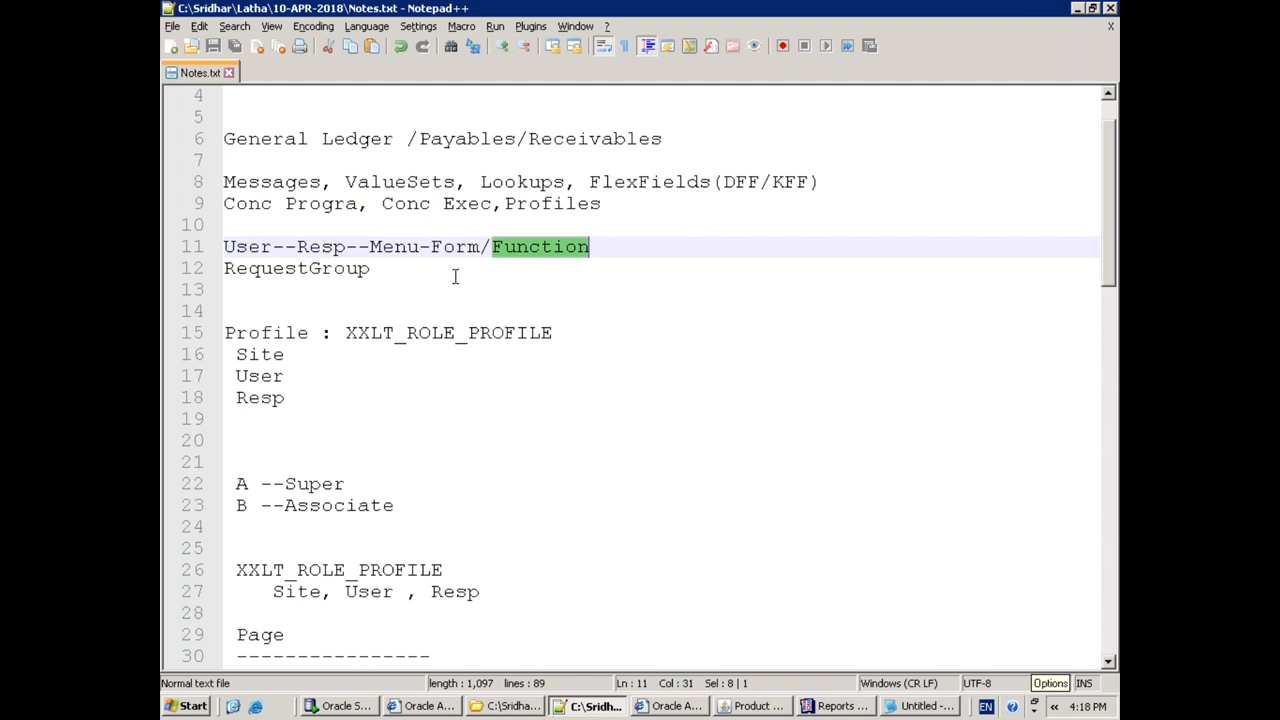 C:\Sridhar\Latha\10-APR-2018\Notes.txt - Notepad++
File Edit Search View Encoding Language Settings Macro Run Plugins Window ? X
Notes.txt
4
5
6 General Ledger /Payables/Receivables
7
8 Messages, ValueSets, Lookups, FlexFields(DFF/KFF)
9 Conc Progra, Conc Exec,Profiles
10
11 User--Resp--Menu-Form/Function
12 RequestGroup
13
14
15 Profile : XXLT_ROLE_PROFILE
16 Site
17 User
18 Resp
19
20
21
22 A --Super
23 B --Associate
24
25
26 XXLT_ROLE_PROFILE
27 Site, User , Resp
28
29 Page
30 ----------------
Normal text file length : 1,097 lines : 89 Ln : 11 Col : 31 Sel : 8 | 1 Windows (CR LF) UTF-8 Options INS
Start Oracle S... Oracle A... C:\Sridha... C:\Sridh... Oracle A... Product ... Reports ... Untitled -... EN « 4:18 PM